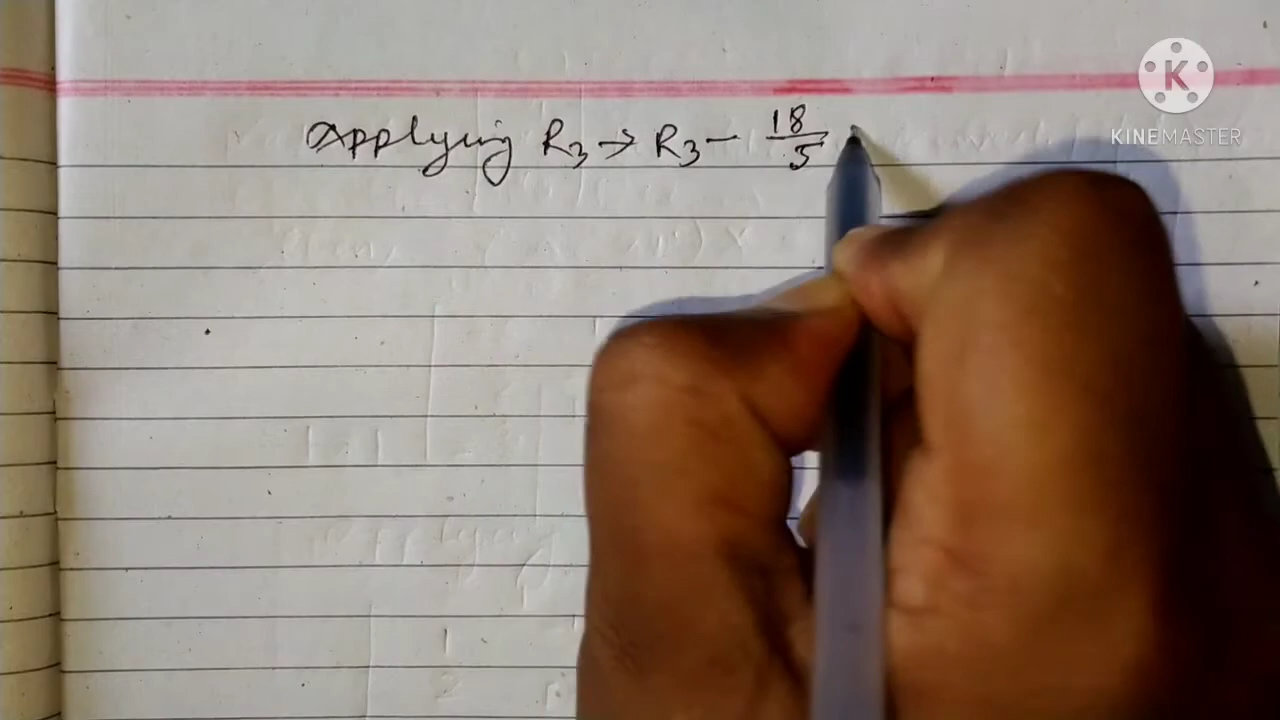 Applying R₃ → R₃ - 18/5
K
KINEMASTER